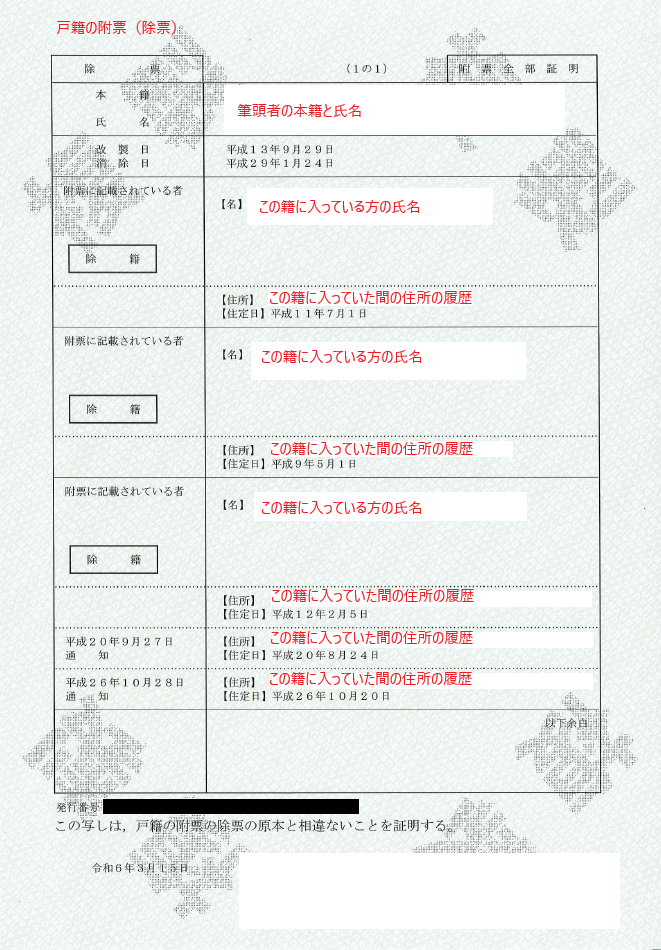 戸籍の附票（除票）
除　票　（１の１）　附票全部証明
本　籍
筆頭者の本籍と氏名
氏　名
改製日　平成１３年９月２９日
消除日　平成２９年１月２４日
附票に記載されている者　【名】　この籍に入っている方の氏名
除　籍
【住所】　この籍に入っていた間の住所の履歴
【住定日】平成１１年７月１日
附票に記載されている者　【名】　この籍に入っている方の氏名
除　籍
【住所】　この籍に入っていた間の住所の履歴
【住定日】平成９年５月１日
附票に記載されている者　【名】　この籍に入っている方の氏名
除　籍
【住所】　この籍に入っていた間の住所の履歴
【住定日】平成１２年２月５日
平成２０年９月２７日　【住所】　この籍に入っていた間の住所の履歴
通　知　【住定日】平成２０年８月２４日
平成２６年１０月２８日　【住所】　この籍に入っていた間の住所の履歴
通　知　【住定日】平成２６年１０月２０日
以下余白
発行番号
この写しは，戸籍の附票の除票の原本と相違ないことを証明する。
令和６年３月１５日